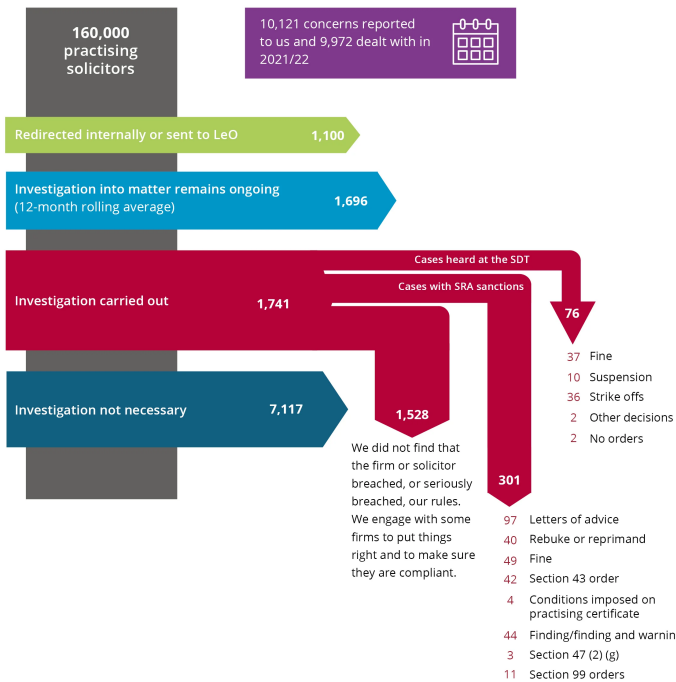 160,000
practising
solicitors
10,121 concerns reported
to us and 9,972 dealt with in
2021/22
Redirected internally or sent to LeO 1,100
Investigation into matter remains ongoing
(12-month rolling average)
1,696
Cases heard at the SDT
Cases with SRA sanctions
Investigation carried out 1,741
76
37 Fine
10 Suspension
36 Strike offs
2 Other decisions
2 No orders
Investigation not necessary 7,117
1,528
We did not find that
the firm or solicitor
breached, or seriously
breached, our rules.
We engage with some
firms to put things
right and to make sure
they are compliant.
301
97 Letters of advice
40 Rebuke or reprimand
49 Fine
42 Section 43 order
4 Conditions imposed on
practising certificate
44 Finding/finding and warnin
3 Section 47 (2) (g)
11 Section 99 orders